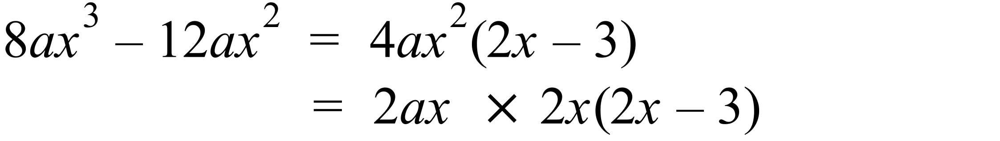 8ax³ − 12ax² = 4ax²(2x − 3)
= 2ax × 2x(2x − 3)